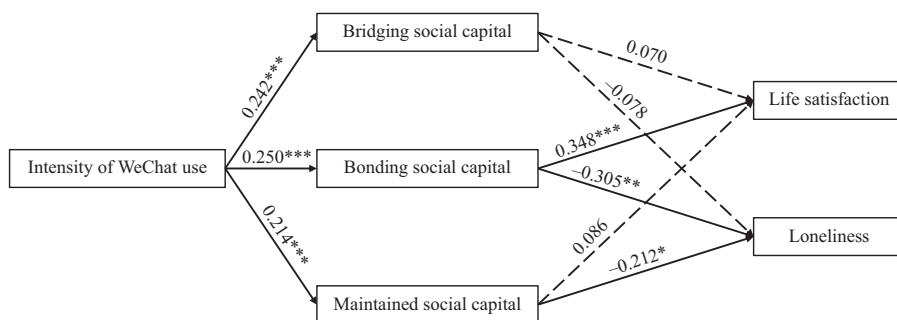 Bridging social capital
0.070
0.242***
–0.078
Life satisfaction
0.348***
Intensity of WeChat use
0.250***
Bonding social capital
–0.305**
0.214***
0.086
Loneliness
–0.212*
Maintained social capital